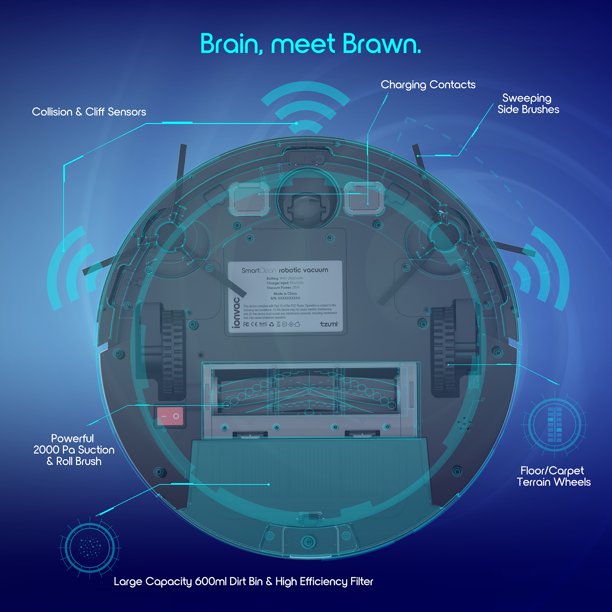 Brain, meet Brawn.
Charging Contacts
Collision & Cliff Sensors
Sweeping
Side Brushes
SmartClean robotic vacuum
Made in China
ionvac
tzumi
Powerful
2000 Pa Suction
& Roll Brush
Floor/Carpet
Terrain Wheels
Large Capacity 600ml Dirt Bin & High Efficiency Filter